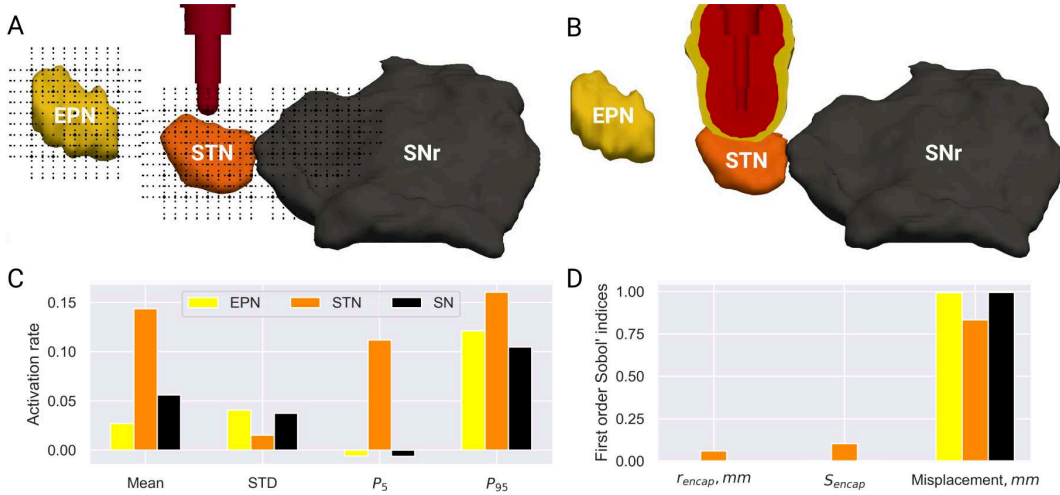 A
B
EPN
STN
SNr
EPN
STN
SNr
C
D
Activation rate
0.15
0.10
0.05
0.00
EPN
STN
SN
Mean
STD
P₅
P₉₅
First order Sobol' indices
1.00
0.75
0.50
0.25
0.00
r_encap, mm
S_encap
Misplacement, mm